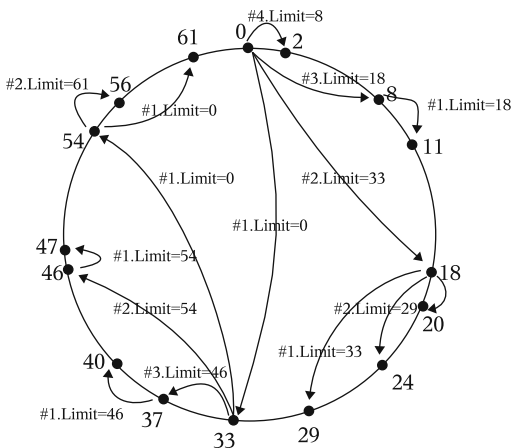 #4.Limit=8
0
2
61
#3.Limit=18
#2.Limit=61
56
8
#1.Limit=18
#1.Limit=0
54
11
#1.Limit=0
#2.Limit=33
#1.Limit=0
47
#1.Limit=54
46
18
#2.Limit=54
#2.Limit=29
20
#1.Limit=33
40
#3.Limit=46
24
#1.Limit=46
37
29
33